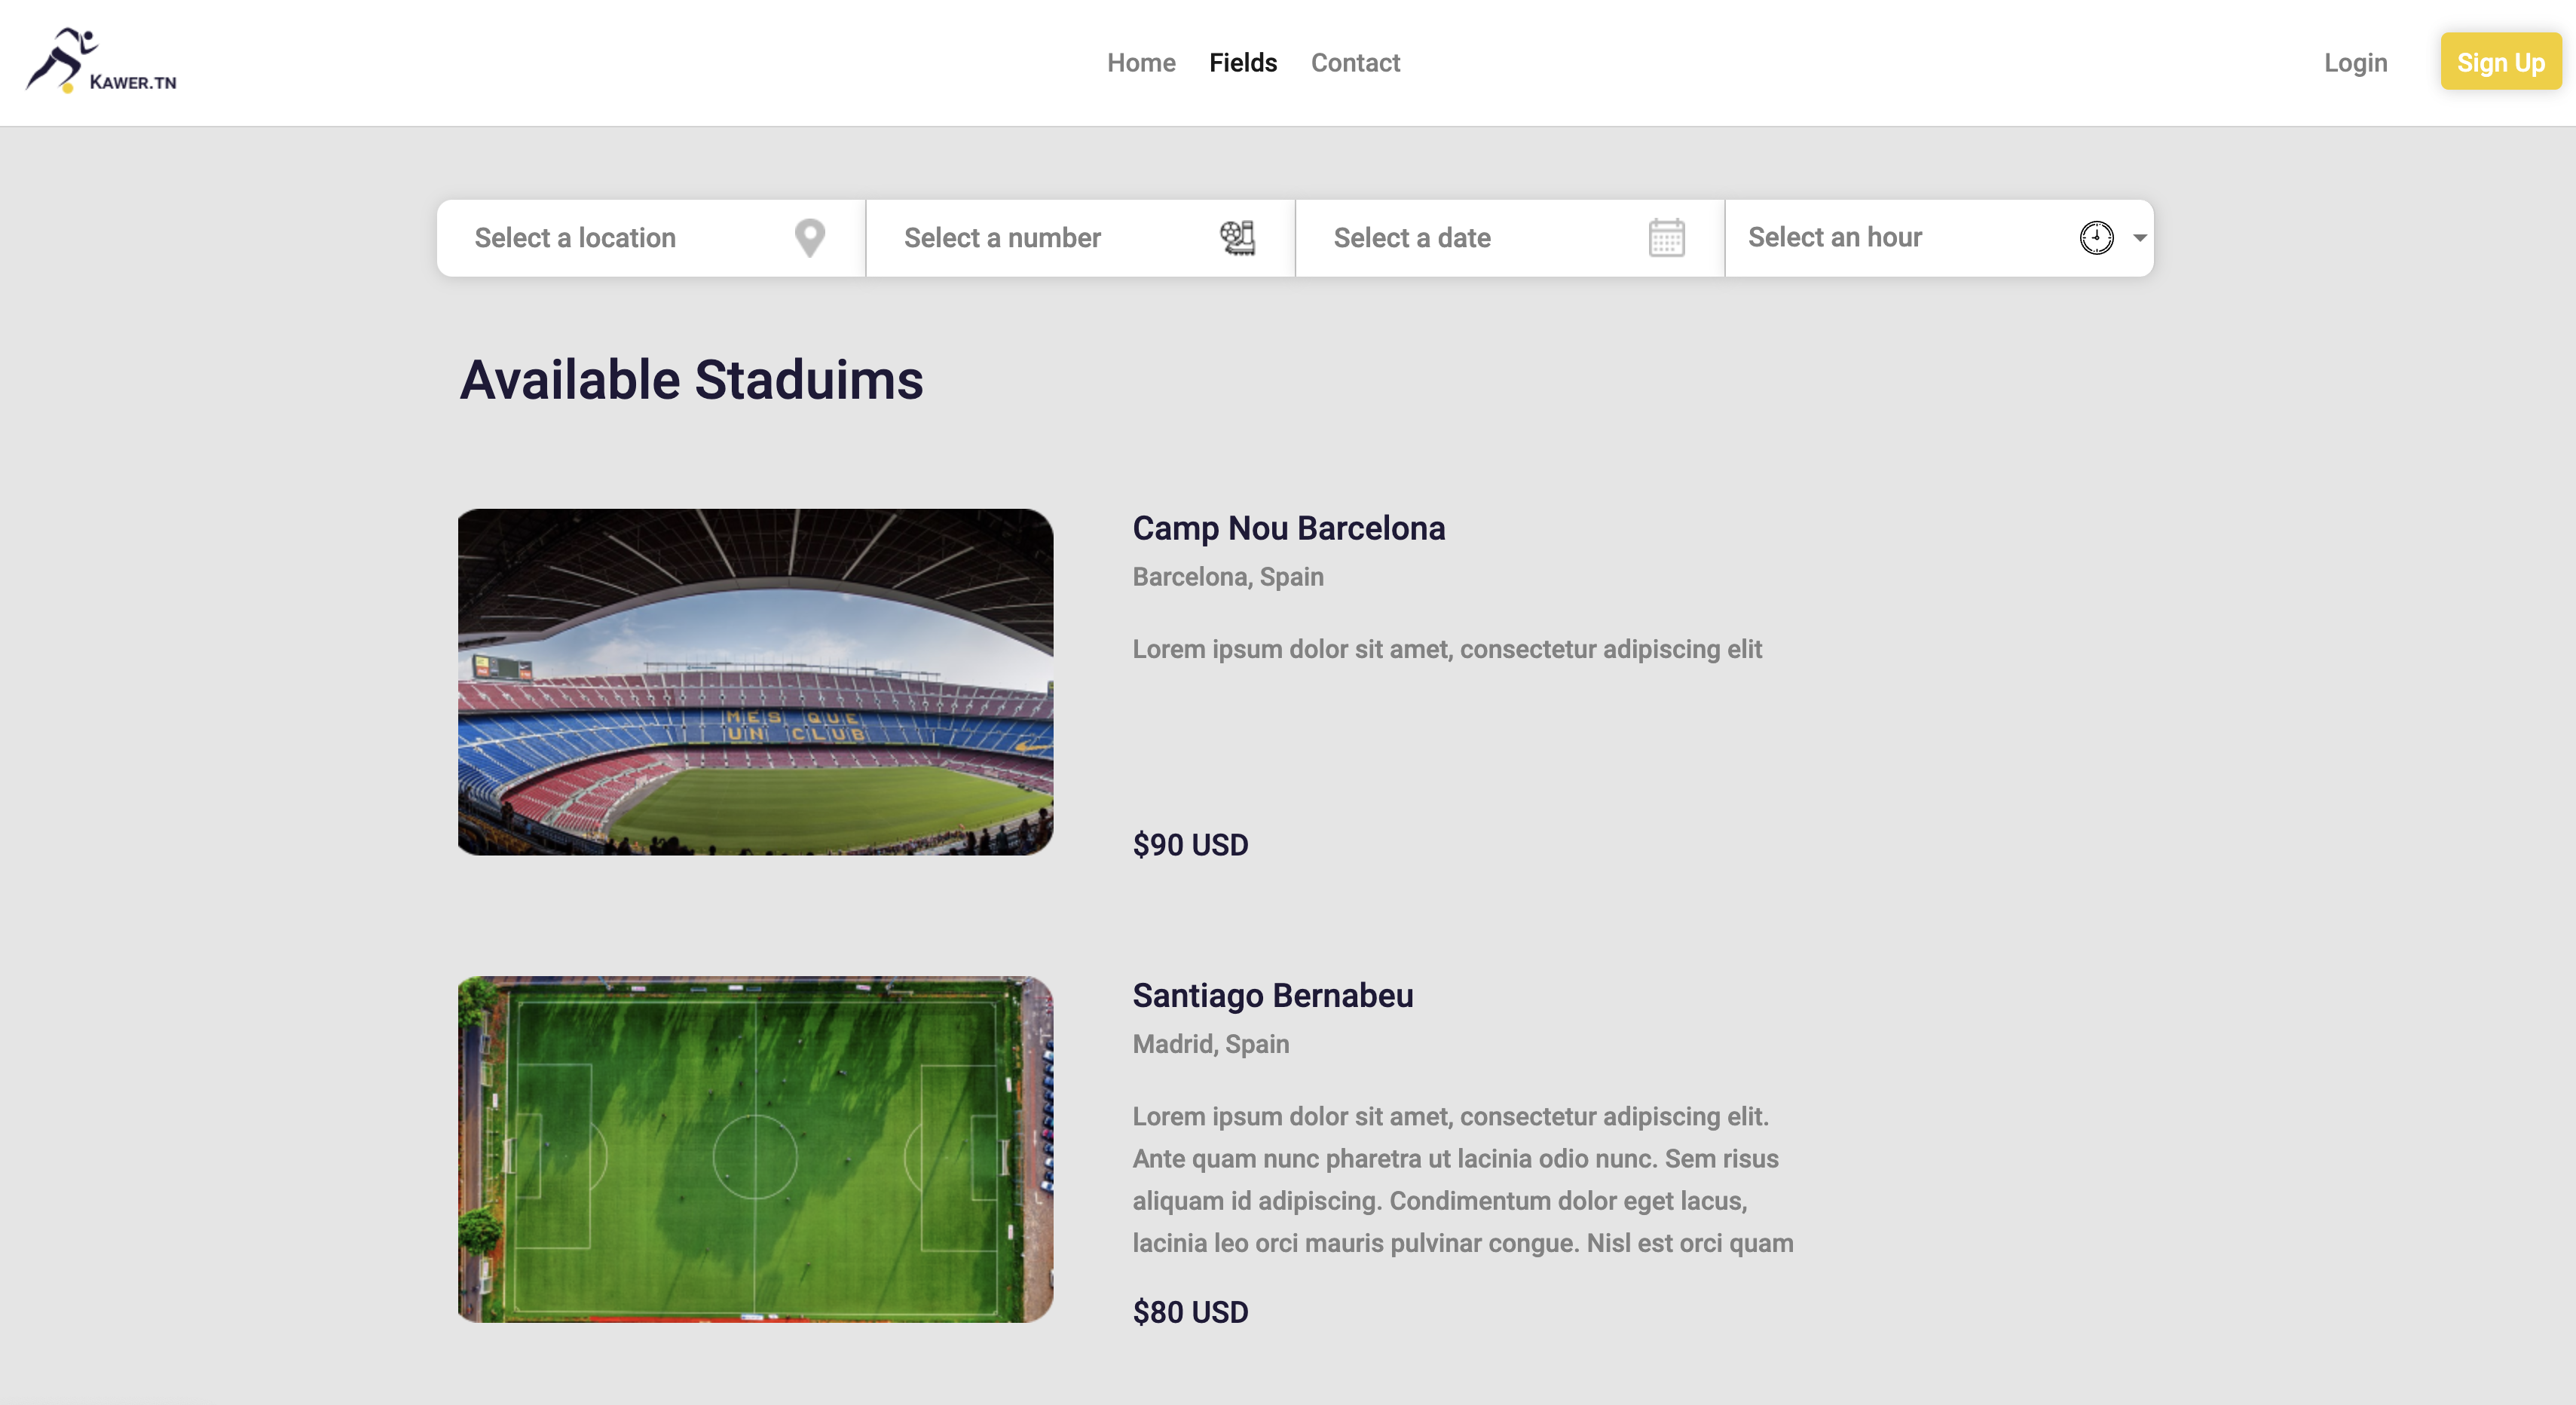 KAWER.TN
Home Fields Contact
Login
Sign Up
Select a location
Select a number
Select a date
Select an hour
Available Staduims
MES QUE
UN CLUB
Camp Nou Barcelona
Barcelona, Spain
Lorem ipsum dolor sit amet, consectetur adipiscing elit
$90 USD
Santiago Bernabeu
Madrid, Spain
Lorem ipsum dolor sit amet, consectetur adipiscing elit.
Ante quam nunc pharetra ut lacinia odio nunc. Sem risus
aliquam id adipiscing. Condimentum dolor eget lacus,
lacinia leo orci mauris pulvinar congue. Nisl est orci quam
$80 USD